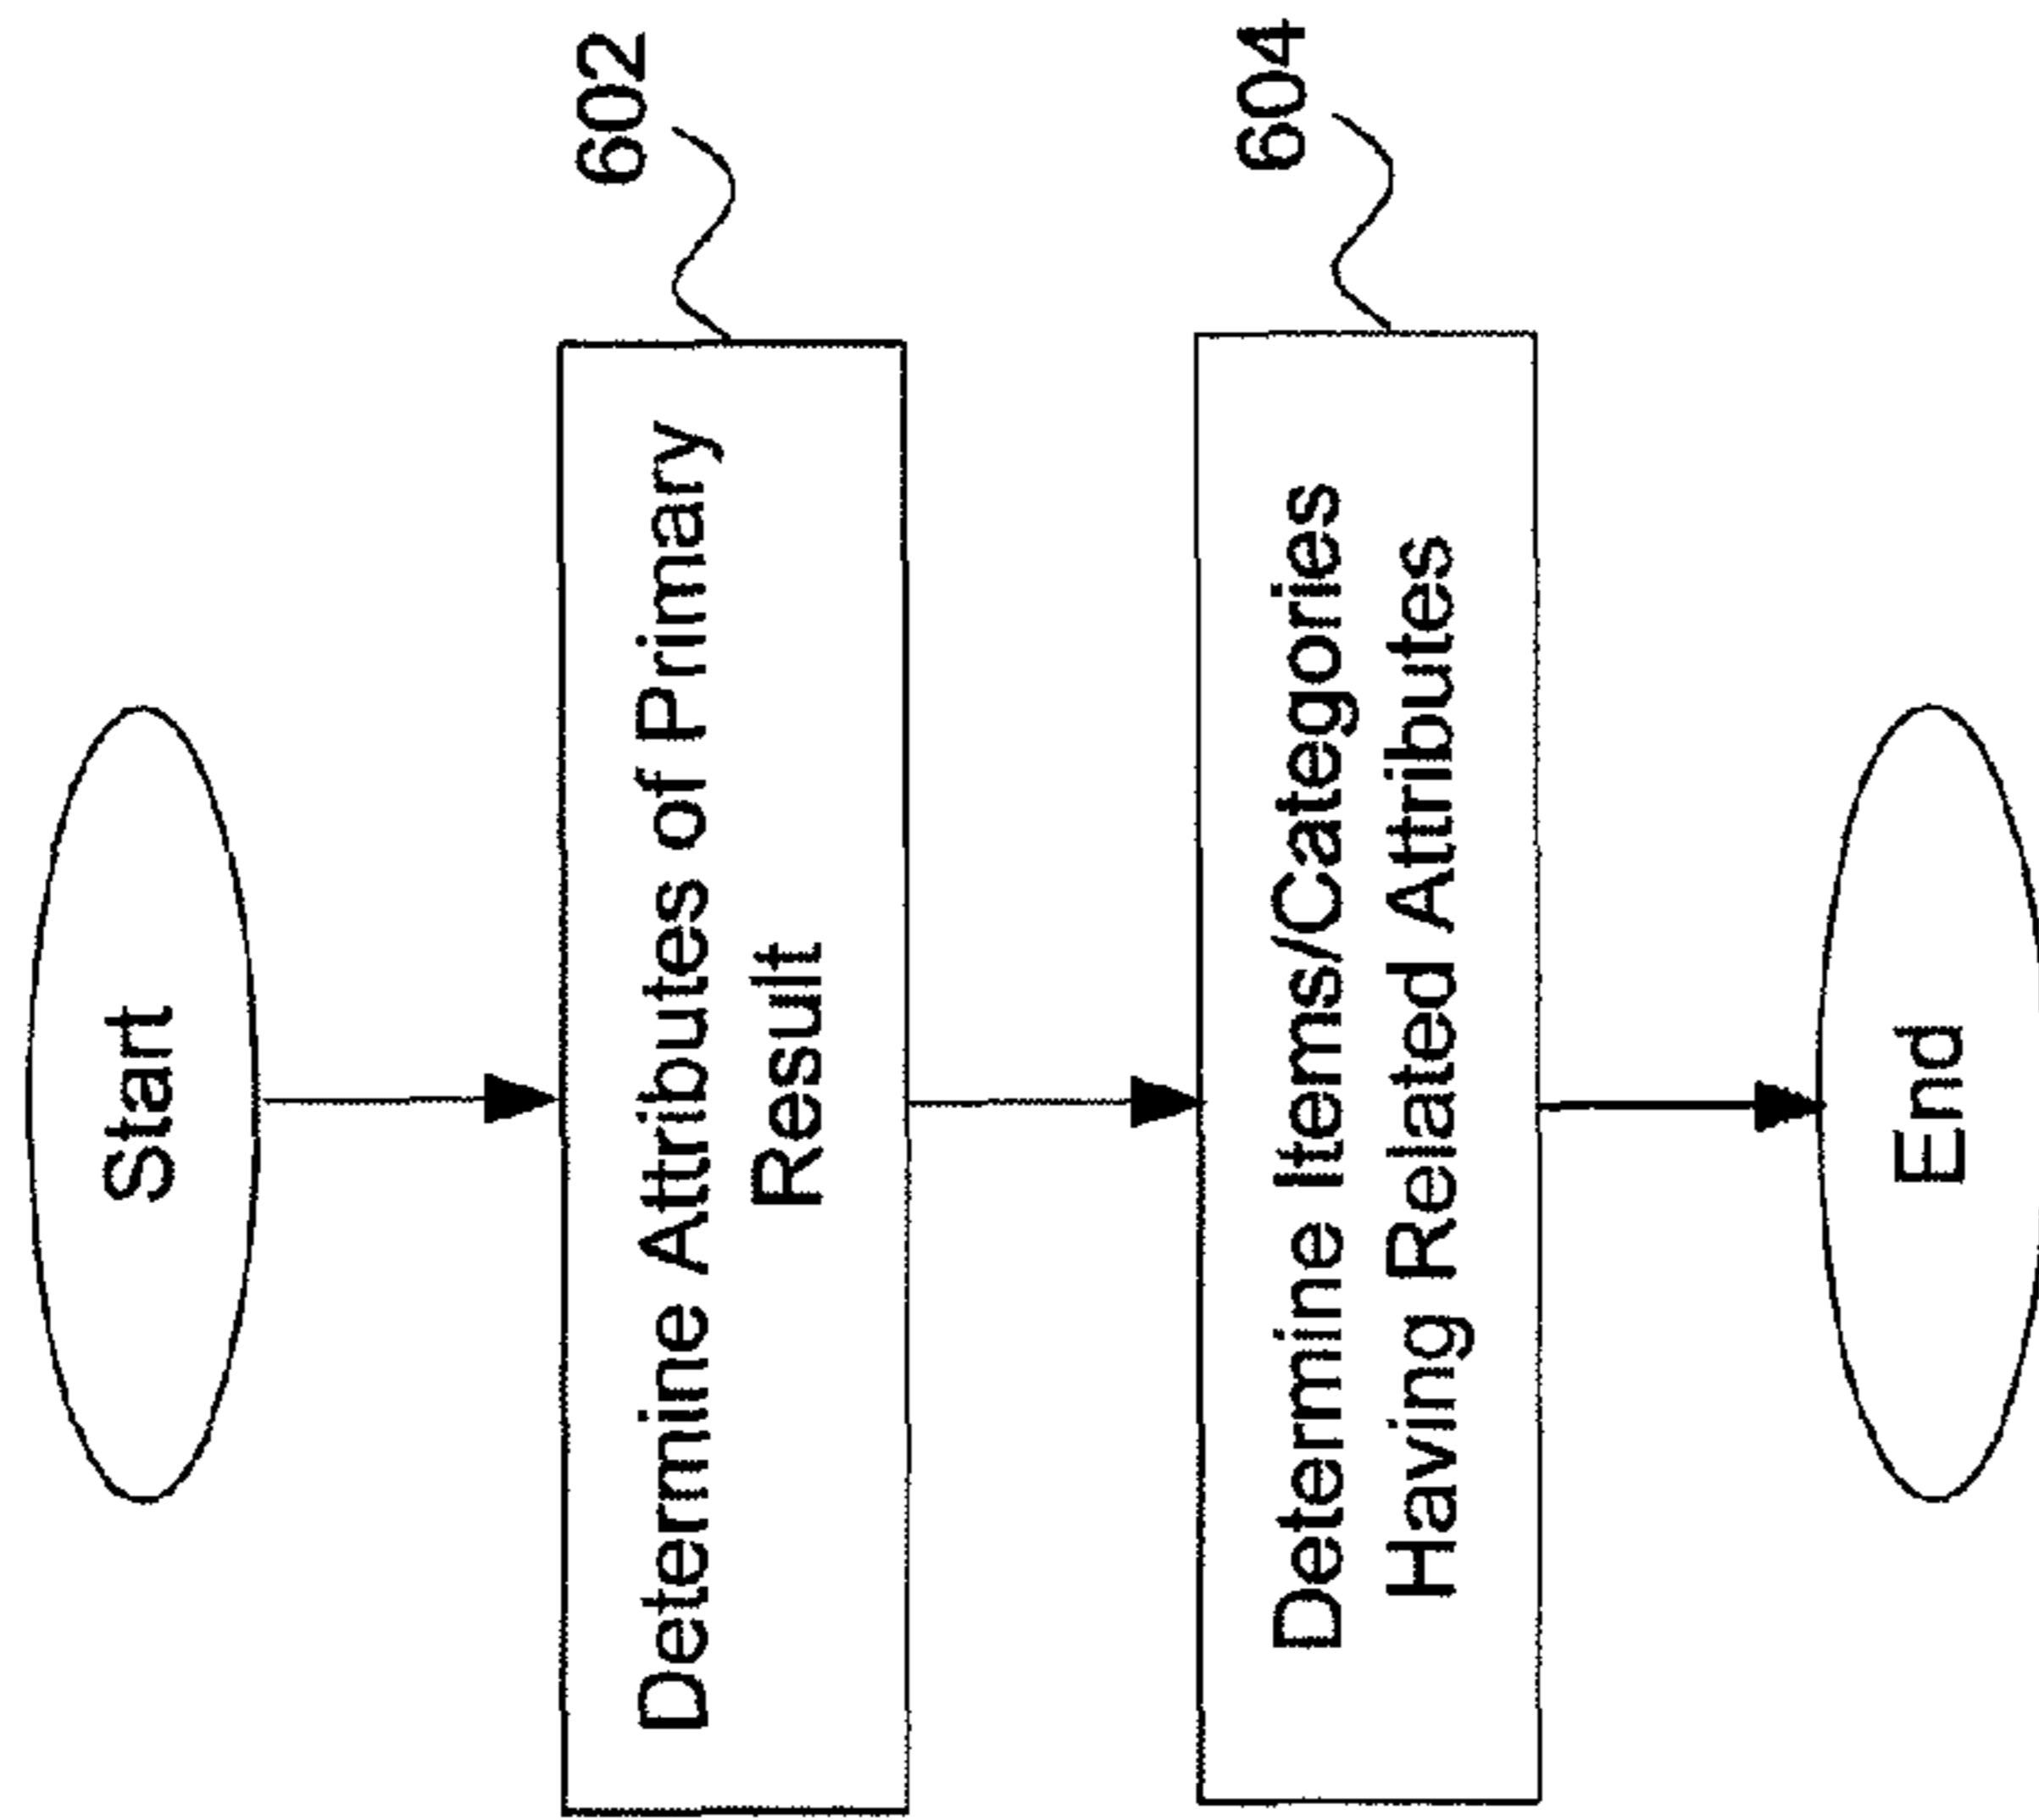 Start
602
Determine Attributes of Primary
Result
604
Determine Items/Categories
Having Related Attributes
End